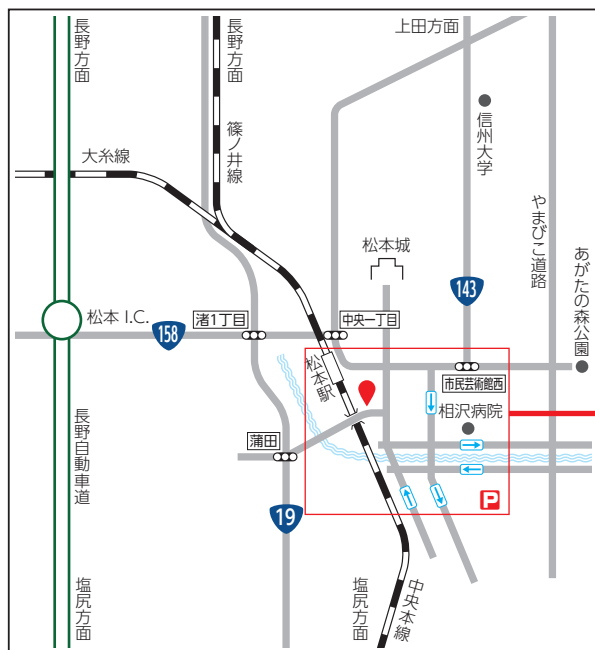 長野方面
長野方面
上田方面
篠ノ井線
大糸線
信州大学
やまびこ道路
あがたの森公園
松本城
143
松本 I.C.
158
渚1丁目
中央一丁目
松本駅
市民芸術館西
相沢病院
蒲田
長野自動車道
19
P
塩尻方面
塩尻方面
中央本線